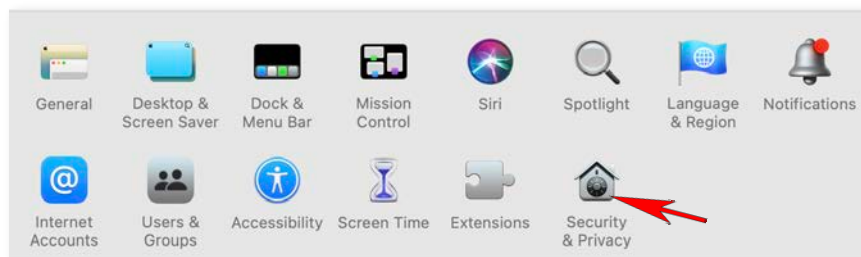 General
Desktop &
Screen Saver
Dock &
Menu Bar
Mission
Control
Siri
Spotlight
Language
& Region
Notifications
@
Internet
Accounts
Users &
Groups
Accessibility
Screen Time
Extensions
Security
& Privacy